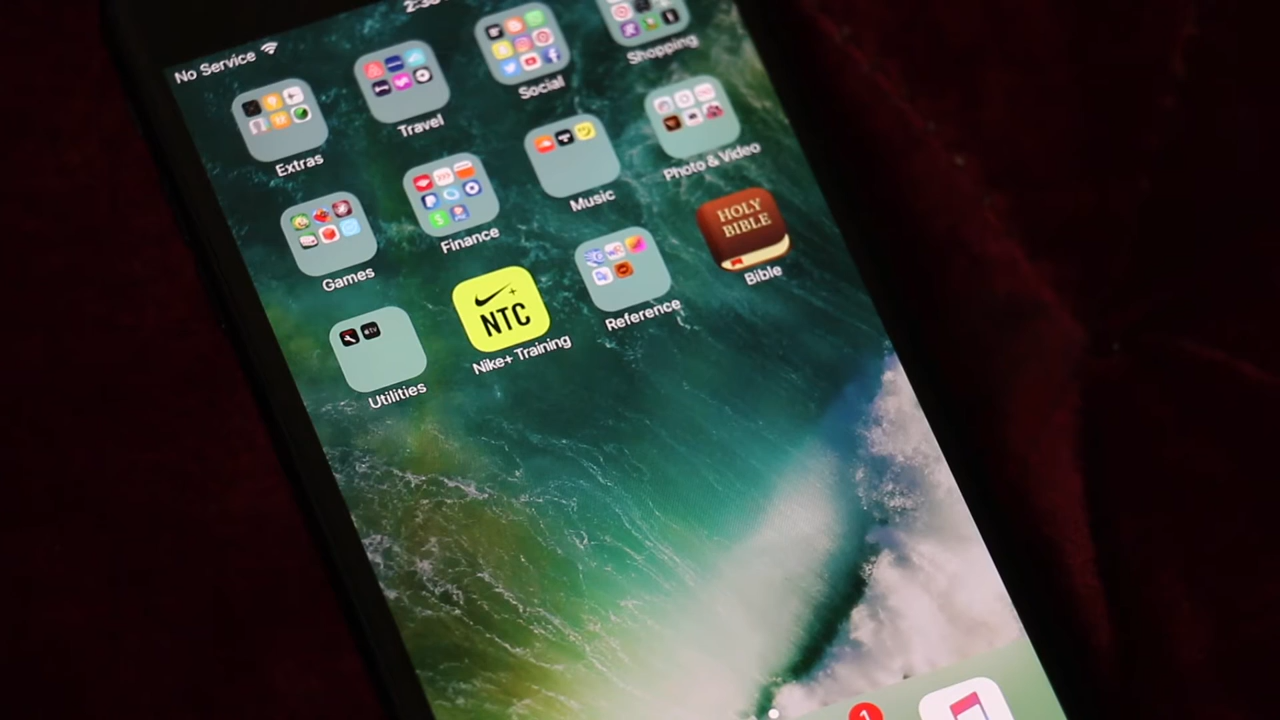 No Service
Extras
Travel
Social
Shopping
Games
Finance
Music
Photo & Video
Utilities
NTC
Nike+ Training
Reference
HOLY
BIBLE
Bible
1